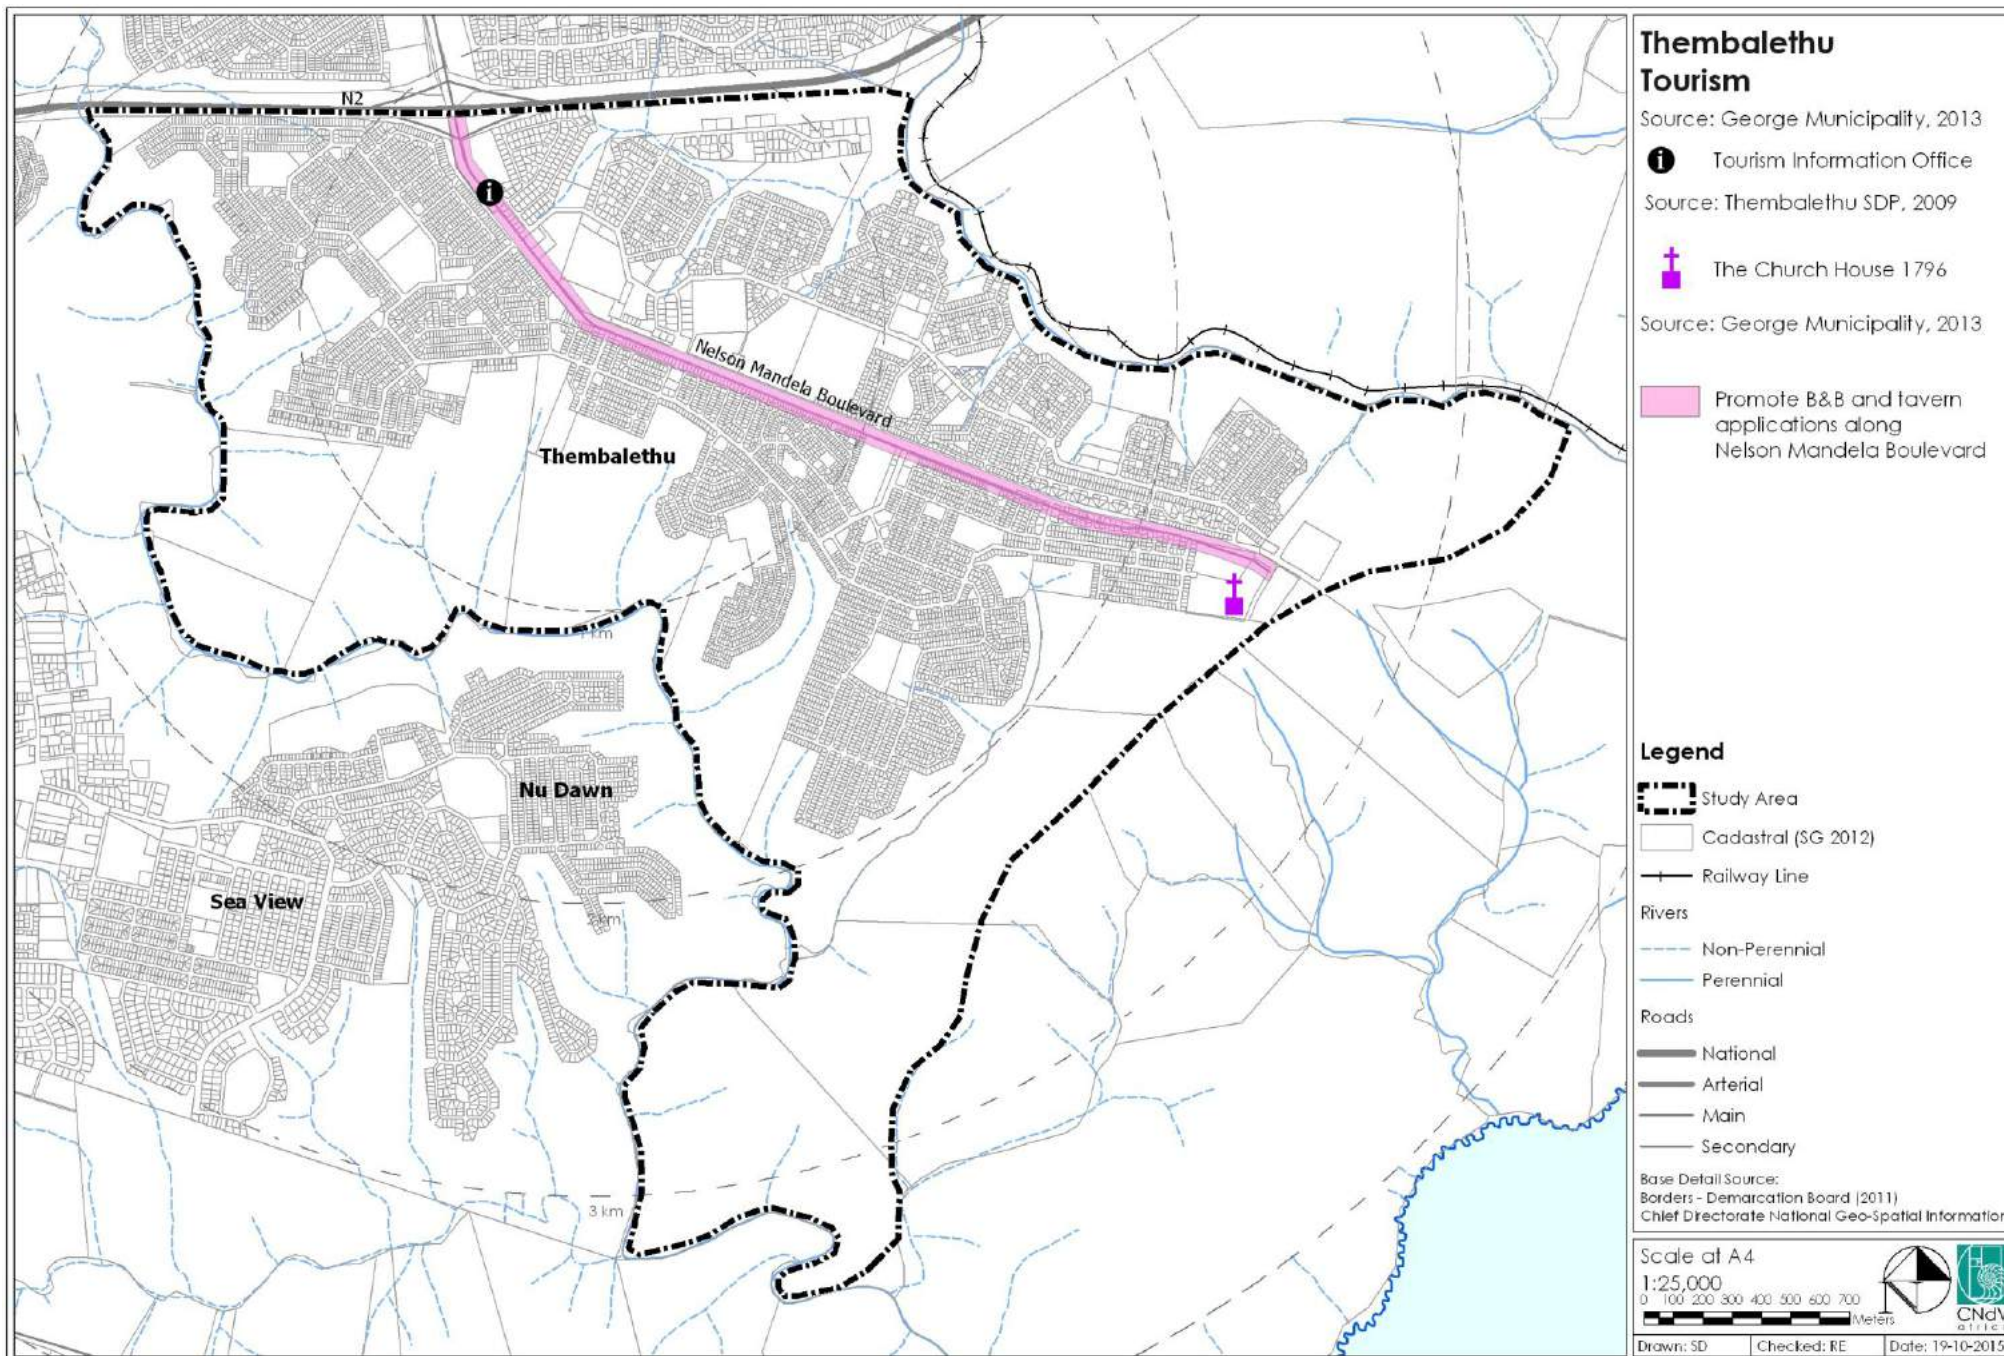 N2
Nelson Mandela Boulevard
Thembalethu
1 km
Nu Dawn
Sea View
2 km
3 km
Thembalethu
Tourism
Source: George Municipality, 2013
i Tourism Information Office
Source: Thembalethu SDP, 2009
The Church House 1796
Source: George Municipality, 2013
Promote B&B and tavern
applications along
Nelson Mandela Boulevard
Legend
Study Area
Cadastral (SG 2012)
Railway Line
Rivers
Non-Perennial
Perennial
Roads
National
Arterial
Main
Secondary
Base Detail Source:
Borders - Demarcation Board (2011)
Chief Directorate National Geo-Spatial Information
Scale at A4
1:25,000
0 100 200 300 400 500 600 700
Meters
CNdV
africa
Drawn: SD Checked: RE Date: 19-10-2015